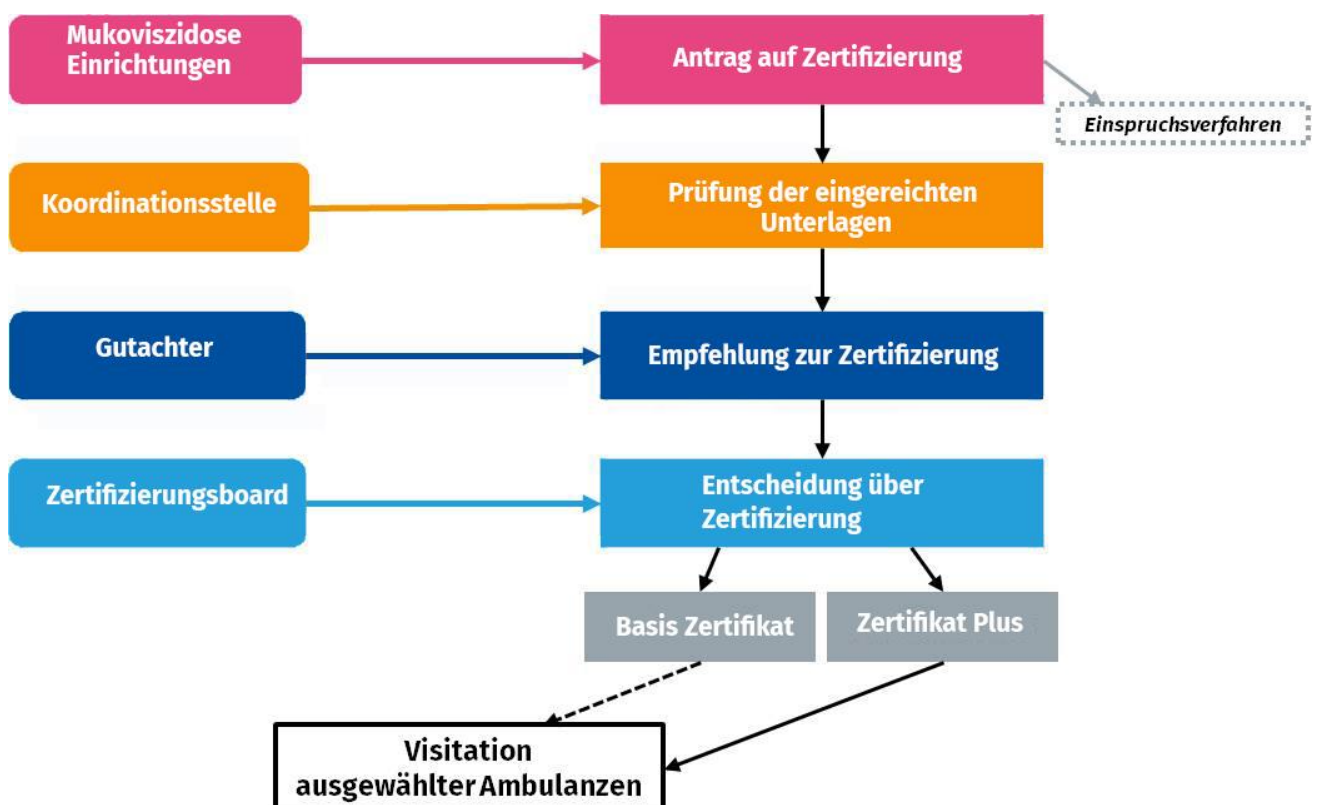 Mukoviszidose
Einrichtungen
Antrag auf Zertifizierung
Einspruchsverfahren
Koordinationsstelle
Prüfung der eingereichten
Unterlagen
Gutachter
Empfehlung zur Zertifizierung
Zertifizierungsboard
Entscheidung über
Zertifizierung
Basis Zertifikat
Zertifikat Plus
Visitation
ausgewählter Ambulanzen